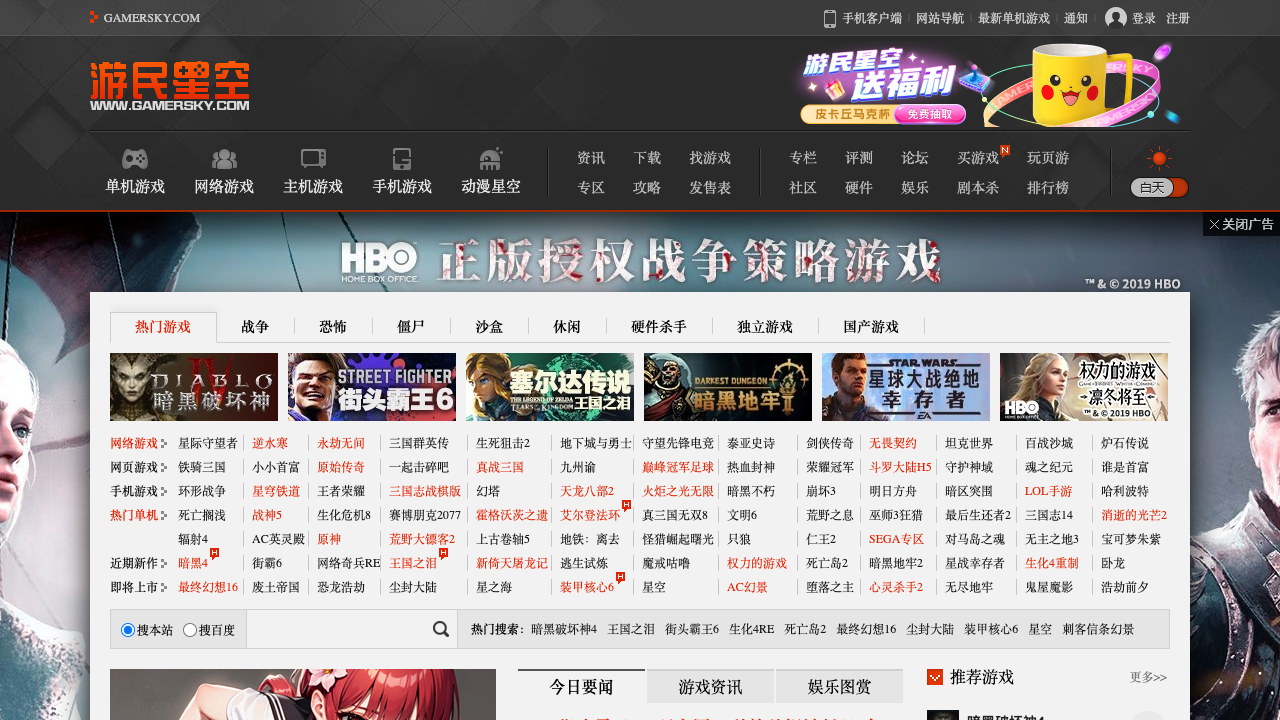 GAMERSKY.COM
手机客户端 网站导航 最新单机游戏 通知 登录 注册
游民星空
WWW.GAMERSKY.COM
游民星空
送福利
皮卡丘马克杯 免费抽取
GAMERSKY
GAMERSKY
单机游戏 网络游戏 主机游戏 手机游戏 动漫星空
资讯 下载 找游戏 专栏 评测 论坛 买游戏 N 玩页游
专区 攻略 发售表 社区 硬件 娱乐 剧本杀 排行榜
白天
关闭广告
HBO
HOME BOX OFFICE
正版授权战争策略游戏
™ & © 2019 HBO
热门游戏 战争 恐怖 僵尸 沙盒 休闲 硬件杀手 独立游戏 国产游戏
DIABLO IV
暗黑破坏神
STREET FIGHTER
街头霸王6
塞尔达传说
THE LEGEND OF ZELDA
TEARS OF THE KINGDOM
王国之泪
DARKEST DUNGEON
暗黑地牢
STAR WARS
星球大战绝地
幸存者
EA
权力的游戏
凛冬将至
HBO
™ & © 2019 HBO
网络游戏 星际守望者 逆水寒 永劫无间 三国群英传 生死狙击2 地下城与勇士 守望先锋电竞 泰亚史诗 剑侠传奇 无畏契约 坦克世界 百战沙城 炉石传说
网页游戏 铁骑三国 小小首富 原始传奇 一起击碎吧 真战三国 九州谕 巅峰冠军足球 热血封神 荣耀冠军 斗罗大陆H5 守护神域 魂之纪元 谁是首富
手机游戏 环形战争 星穹铁道 王者荣耀 三国志战棋版 幻塔 天龙八部2 火炬之光无限 暗黑不朽 崩坏3 明日方舟 暗区突围 LOL手游 哈利波特
热门单机 死亡搁浅 战神5 生化危机8 赛博朋克2077 霍格沃茨之遗 艾尔登法环 H 真三国无双8 文明6 荒野之息 巫师3狂猎 最后生还者2 三国志14 消逝的光芒2
辐射4 AC英灵殿 原神 荒野大镖客2 上古卷轴5 地铁：离去 怪猎崛起曙光 只狼 仁王2 SEGA专区 对马岛之魂 无主之地3 宝可梦朱紫
近期新作 暗黑4 H 街霸6 网络奇兵RE 王国之泪 H 新倚天屠龙记 逃生试炼 魔戒咕噜 权力的游戏 死亡岛2 暗黑地牢2 星战幸存者 生化4重制 卧龙
即将上市 最终幻想16 废土帝国 恐龙浩劫 尘封大陆 星之海 装甲核心6 H 星空 AC幻景 堕落之主 心灵杀手2 无尽地牢 鬼屋魔影 浩劫前夕
搜本站 搜百度 热门搜索： 暗黑破坏神4 王国之泪 街头霸王6 生化4RE 死亡岛2 最终幻想16 尘封大陆 装甲核心6 星空 刺客信条幻景
今日要闻 游戏资讯 娱乐图赏 推荐游戏 更多>>
暗黑破坏神4